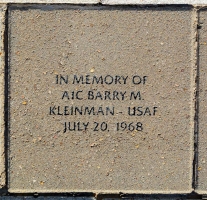 IN MEMORY OF
A1C BARRY M.
KLEINMAN - USAF
JULY 20, 1968